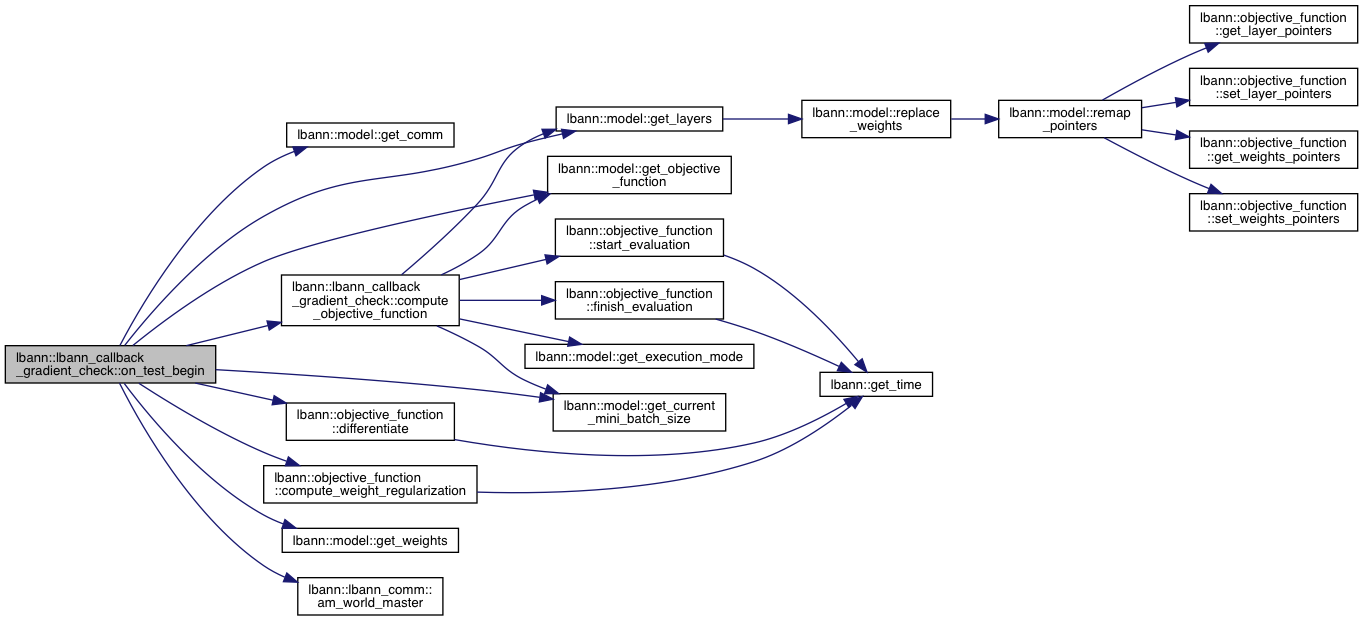 lbann::lbann_callback
_gradient_check::on_test_begin
lbann::model::get_comm
lbann::lbann_callback
_gradient_check::compute
_objective_function
lbann::objective_function
::differentiate
lbann::objective_function
::compute_weight_regularization
lbann::model::get_weights
lbann::lbann_comm::
am_world_master
lbann::model::get_layers
lbann::model::get_objective
_function
lbann::objective_function
::start_evaluation
lbann::objective_function
::finish_evaluation
lbann::model::get_execution_mode
lbann::model::get_current
_mini_batch_size
lbann::model::replace
_weights
lbann::get_time
lbann::model::remap
_pointers
lbann::objective_function
::get_layer_pointers
lbann::objective_function
::set_layer_pointers
lbann::objective_function
::get_weights_pointers
lbann::objective_function
::set_weights_pointers